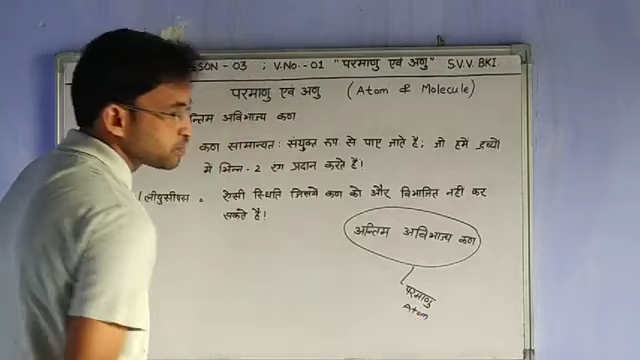 SSON - 03 ; V.No.-01 "परमाणु एवं अणु" S.V.V. BKI.
परमाणु एवं अणु (Atom & Molecule)
न्तिम अविभाज्य कण
कण सामान्यतः संयुक्त रुप से पाए जाते है; जो हमें द्रव्यों
में भिन्न-2 रंग प्रदान करते है!
लीपुसीपस = ऐसी स्थिति जिसमें कण को और विभाजित नहीं कर
सकते है!
अन्तिम अविभाज्य कण
परमाणु
Atom